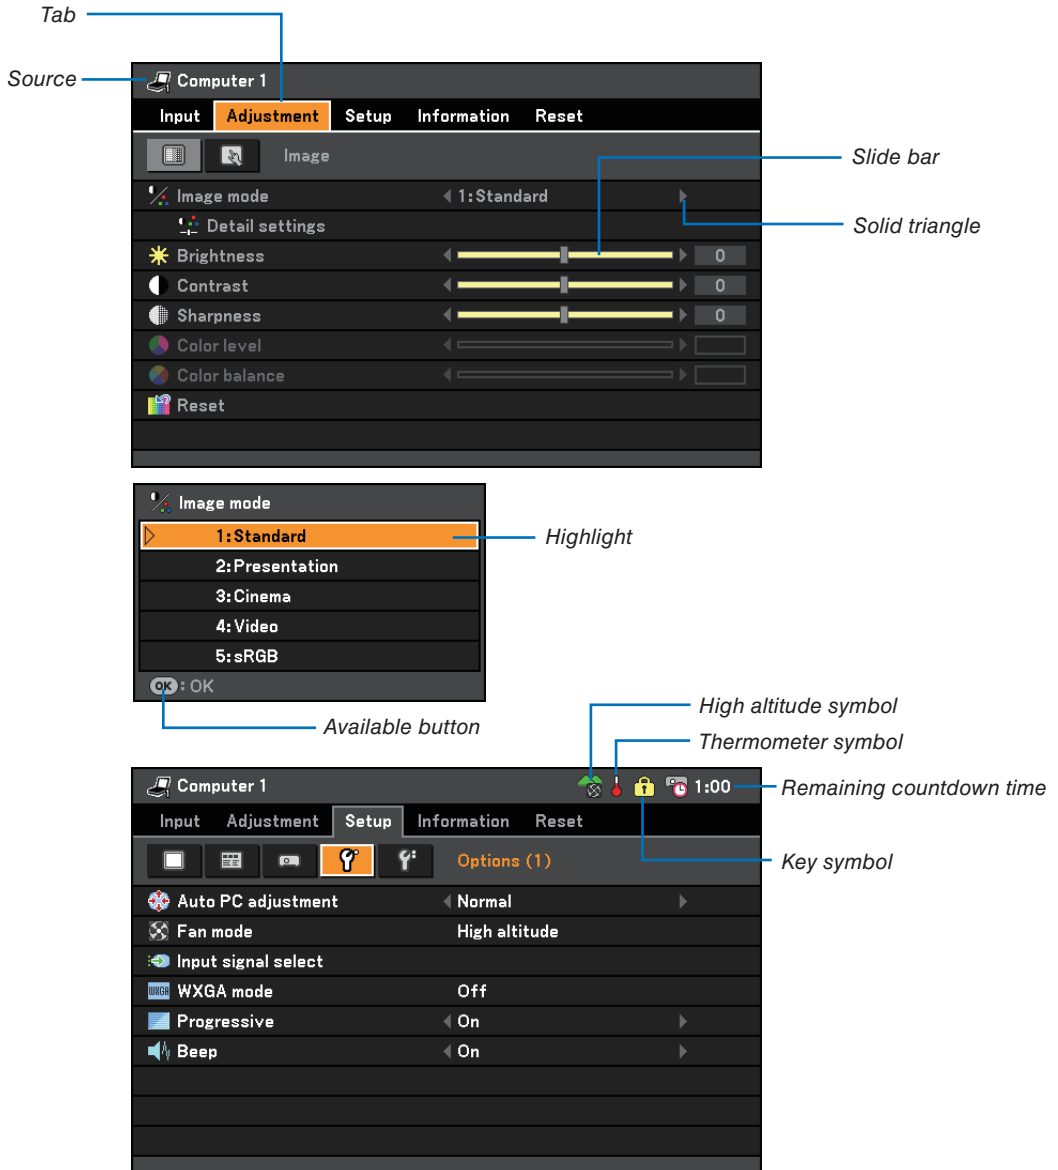 Tab
Source
Computer 1
Input Adjustment Setup Information Reset
Image
Slide bar
Image mode 1:Standard
Solid triangle
Detail settings
Brightness 0
Contrast 0
Sharpness 0
Color level
Color balance
Reset
Image mode
1:Standard
Highlight
2:Presentation
3:Cinema
4:Video
5:sRGB
OK : OK
Available button
High altitude symbol
Thermometer symbol
Computer 1 1:00
Remaining countdown time
Input Adjustment Setup Information Reset
Options (1)
Key symbol
Auto PC adjustment Normal
Fan mode High altitude
Input signal select
WXGA WXGA mode Off
Progressive On
Beep On